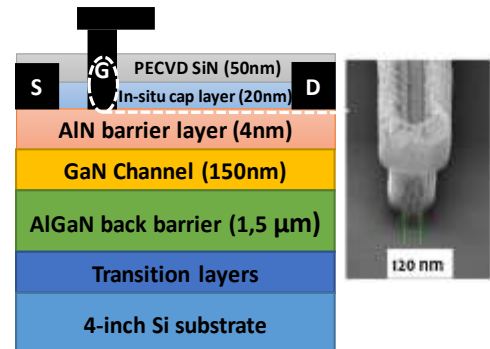 G
PECVD SiN (50nm)
S
In-situ cap layer (20nm)
D
AlN barrier layer (4nm)
GaN Channel (150nm)
AlGaN back barrier (1,5 µm)
Transition layers
4-inch Si substrate
120 nm